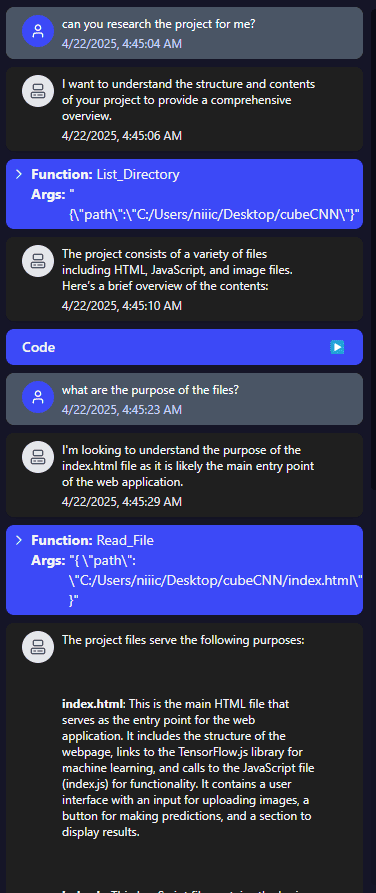 can you research the project for me?
4/22/2025, 4:45:04 AM
I want to understand the structure and contents
of your project to provide a comprehensive
overview.
4/22/2025, 4:45:06 AM
Function: List_Directory
Args: "
{\"path\":\"C:/Users/niiic/Desktop/cubeCNN\"}"
The project consists of a variety of files
including HTML, JavaScript, and image files.
Here's a brief overview of the contents:
4/22/2025, 4:45:10 AM
Code
what are the purpose of the files?
4/22/2025, 4:45:23 AM
I'm looking to understand the purpose of the
index.html file as it is likely the main entry point
of the web application.
4/22/2025, 4:45:29 AM
Function: Read_File
Args: "{ \"path\":
\"C:/Users/niiic/Desktop/cubeCNN/index.html\"
}"
The project files serve the following purposes:
index.html: This is the main HTML file that
serves as the entry point for the web
application. It includes the structure of the
webpage, links to the TensorFlow.js library for
machine learning, and calls to the JavaScript file
(index.js) for functionality. It contains a user
interface with an input for uploading images, a
button for making predictions, and a section to
display results.